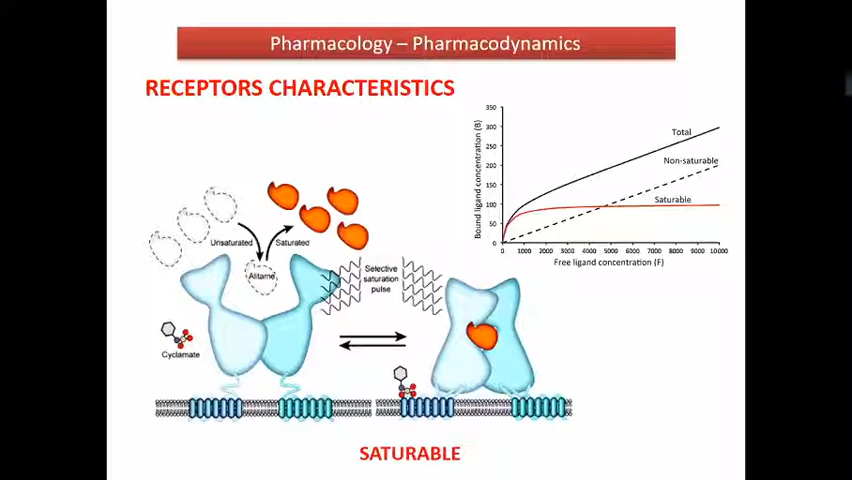 Pharmacology – Pharmacodynamics
RECEPTORS CHARACTERISTICS
350
300
250
200
150
100
50
0
Bound ligand concentration (B)
Total
Non-saturable
Saturable
0 1000 2000 3000 4000 5000 6000 7000 8000 9000 10000
Free ligand concentration (F)
Unsaturated
Saturated
Alitame
Selective
saturation
pulse
Cyclamate
SATURABLE